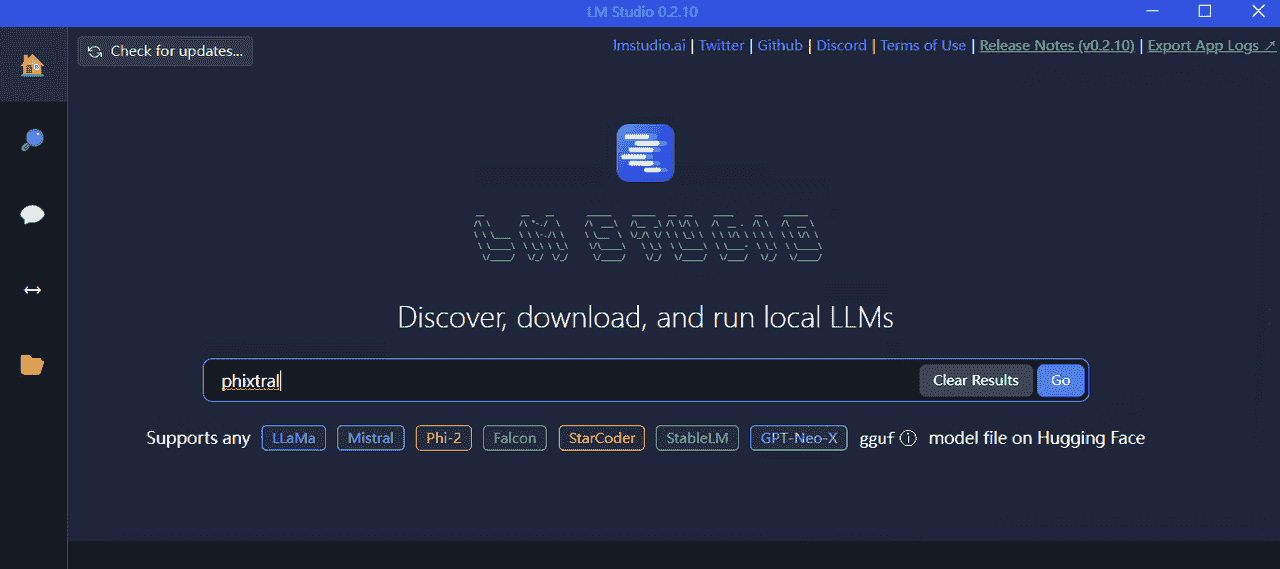 LM Studio 0.2.10
Check for updates...
lmstudio.ai | Twitter | Github | Discord | Terms of Use | Release Notes (v0.2.10) | Export App Logs ↗
LM STUDIO
Discover, download, and run local LLMs
phixtral
Clear Results
Go
Supports any LLaMa Mistral Phi-2 Falcon StarCoder StableLM GPT-Neo-X gguf ⓘ model file on Hugging Face